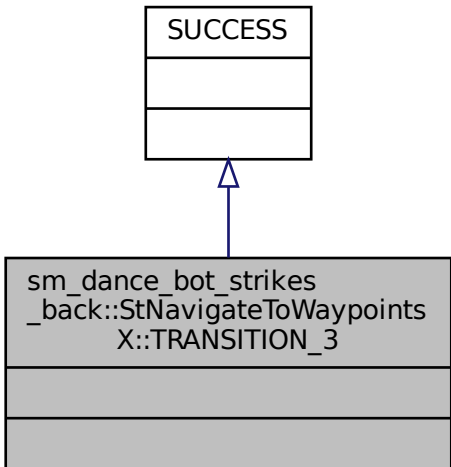 SUCCESS
sm_dance_bot_strikes
_back::StNavigateToWaypoints
X::TRANSITION_3